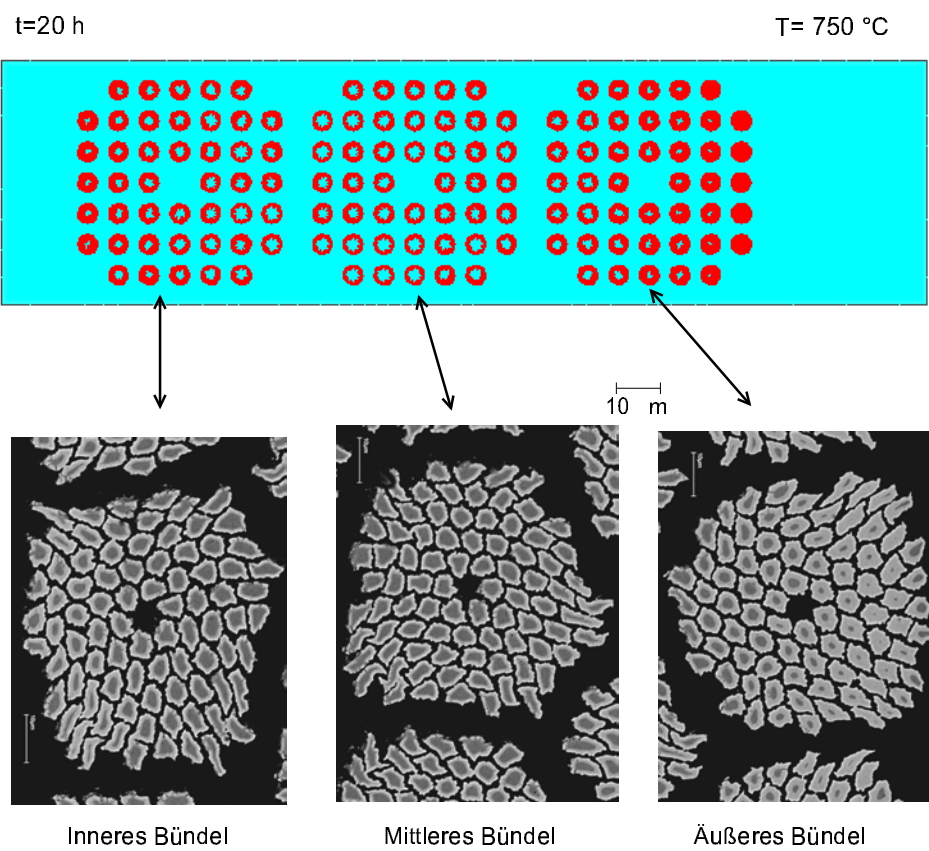 t=20 h
T= 750 °C
10 m
Inneres Bündel
Mittleres Bündel
Äußeres Bündel